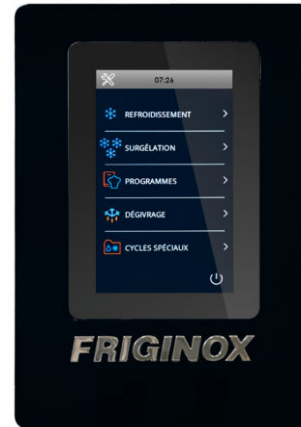 07:26
REFROIDISSEMENT
SURGÉLATION
PROGRAMMES
DÉGIVRAGE
CYCLES SPÉCIAUX
FRIGINOX